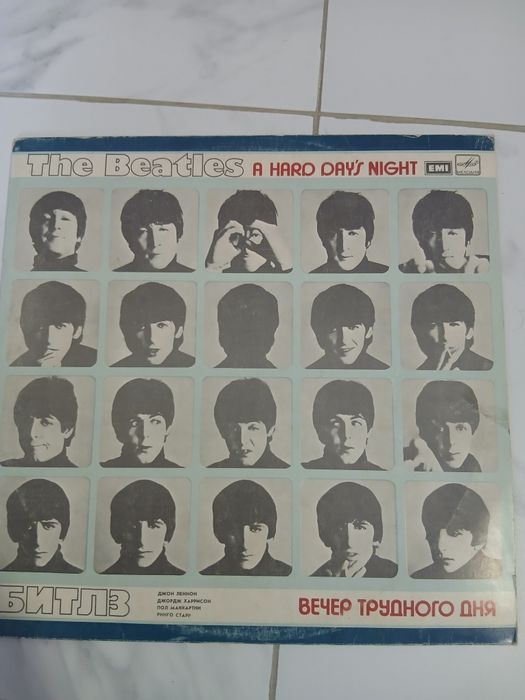 The Beatles A HARD DAY'S NIGHT EMI МЕЛОДИЯ
БИТЛЗ
ДЖОН ЛЕННОН
ДЖОРДЖ ХАРРИСОН
ПОЛ МАККАРТНИ
РИНГО СТАРР
ВЕЧЕР ТРУДНОГО ДНЯ